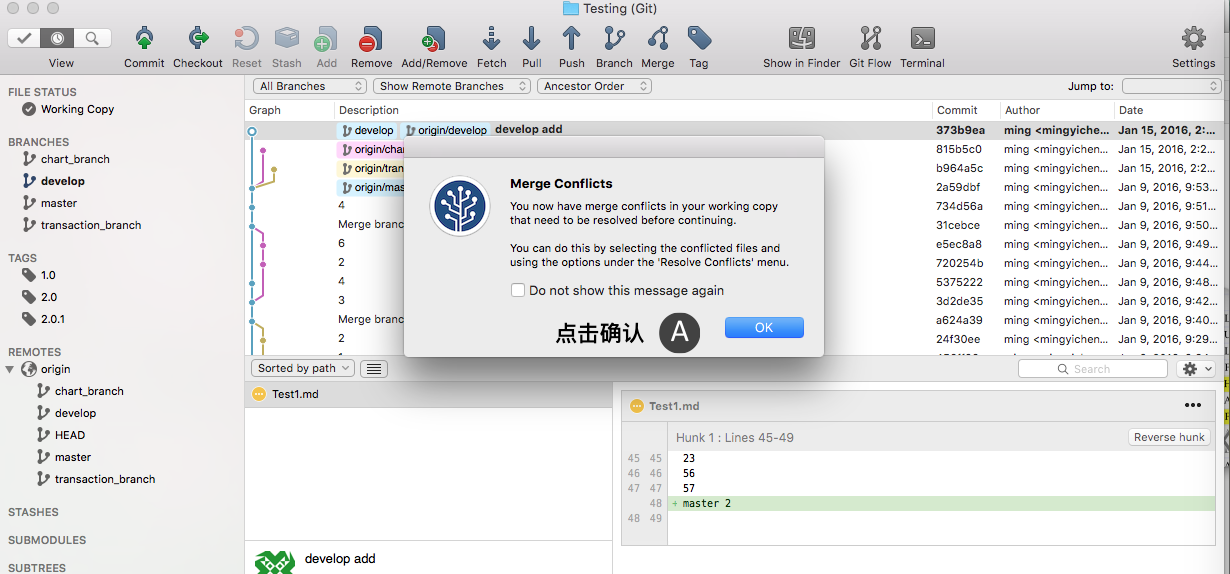 Testing (Git)
View
Commit
Checkout
Reset
Stash
Add
Remove
Add/Remove
Fetch
Pull
Push
Branch
Merge
Tag
Show in Finder
Git Flow
Terminal
Settings
FILE STATUS
Working Copy
BRANCHES
chart_branch
develop
master
transaction_branch
TAGS
1.0
2.0
2.0.1
REMOTES
origin
chart_branch
develop
HEAD
master
transaction_branch
STASHES
SUBMODULES
SUBTREES
All Branches
Show Remote Branches
Ancestor Order
Jump to:
Graph Description Commit Author Date
develop origin/develop develop add 373b9ea ming <mingyiche... Jan 15, 2016, 2:...
origin/cha 815b5c0 ming <mingyichen... Jan 15, 2016, 2:2...
origin/tran b964a5c ming <mingyichen... Jan 15, 2016, 2:2...
origin/mas 2a59dbf ming <mingyichen... Jan 9, 2016, 9:53...
4 734d56a ming <mingyichen... Jan 9, 2016, 9:51...
Merge branc 31cebce ming <mingyichen... Jan 9, 2016, 9:50...
6 e5ec8a8 ming <mingyichen... Jan 9, 2016, 9:49...
2 720254b ming <mingyichen... Jan 9, 2016, 9:44...
4 5375222 ming <mingyichen... Jan 9, 2016, 9:48...
3 3d2de35 ming <mingyichen... Jan 9, 2016, 9:42...
Merge branc a624a39 ming <mingyichen... Jan 9, 2016, 9:40...
2 24f30ee ming <mingyichen... Jan 9, 2016, 9:29...
Merge Conflicts
You now have merge conflicts in your working copy
that need to be resolved before continuing.
You can do this by selecting the conflicted files and
using the options under the 'Resolve Conflicts' menu.
Do not show this message again
点击确认 A OK
Sorted by path
Search
Test1.md
develop add
Test1.md
Hunk 1 : Lines 45-49
Reverse hunk
45 45 23
46 46 56
47 47 57
48 + master 2
48 49